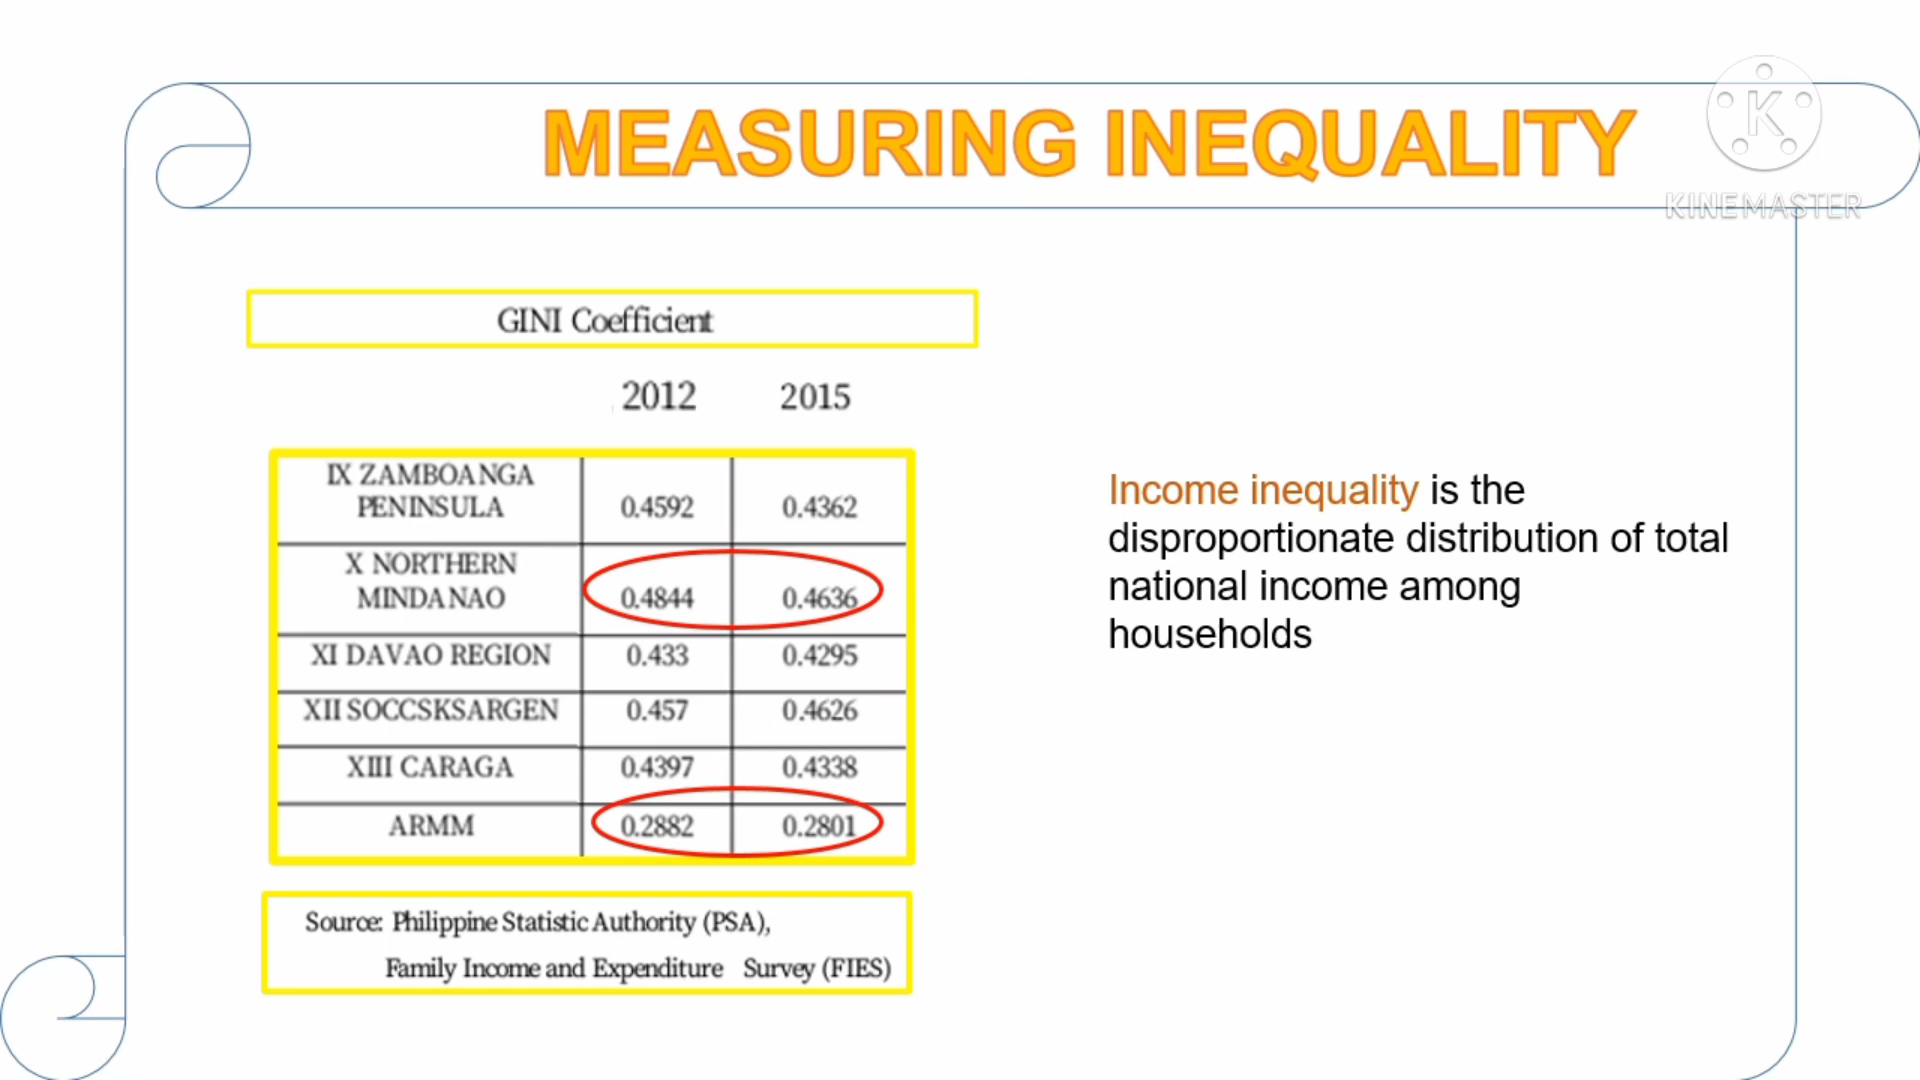 MEASURING INEQUALITY
K
KINEMASTER
GINI Coefficient
2012 2015
IX ZAMBOANGA
PENINSULA 0.4592 0.4362
X NORTHERN
MINDANAO 0.4844 0.4636
XI DAVAO REGION 0.433 0.4295
XII SOCCSKSARGEN 0.457 0.4626
XIII CARAGA 0.4397 0.4338
ARMM 0.2882 0.2801
Source: Philippine Statistic Authority (PSA),
Family Income and Expenditure Survey (FIES)
Income inequality is the
disproportionate distribution of total
national income among
households